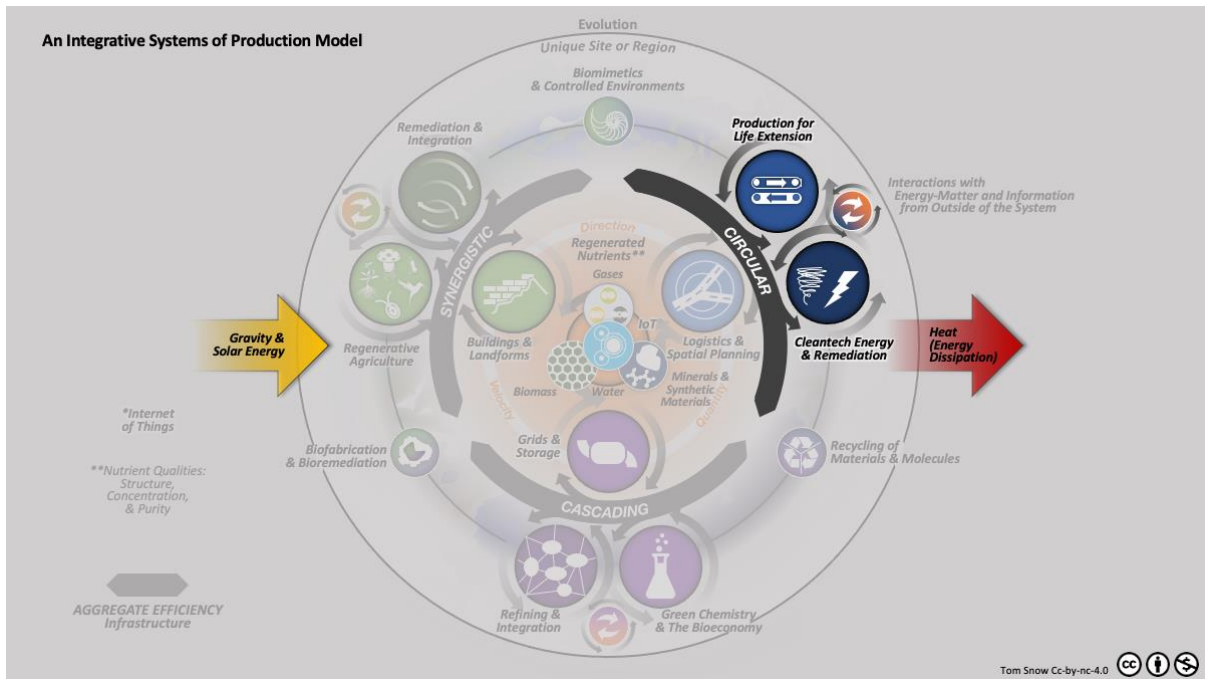 An Integrative Systems of Production Model
Evolution
Unique Site or Region
Biomimetics
& Controlled Environments
Remediation &
Integration
Production for
Life Extension
Interactions with
Energy-Matter and Information
from Outside of the System
SYNERGISTIC
CIRCULAR
Direction
Regenerated
Nutrients**
Gases
IoT*
Gravity &
Solar Energy
Regenerative
Agriculture
Buildings &
Landforms
Logistics &
Spatial Planning
Cleantech Energy
& Remediation
Heat
(Energy
Dissipation)
Biomass
Water
Minerals &
Synthetic
Materials
Velocity
Quantity
*Internet
of Things
Grids &
Storage
Biofabrication
& Bioremediation
Recycling of
Materials & Molecules
**Nutrient Qualities:
Structure,
Concentration,
& Purity
CASCADING
AGGREGATE EFFICIENCY
Infrastructure
Refining &
Integration
Green Chemistry
& The Bioeconomy
Tom Snow Cc-by-nc-4.0
cc